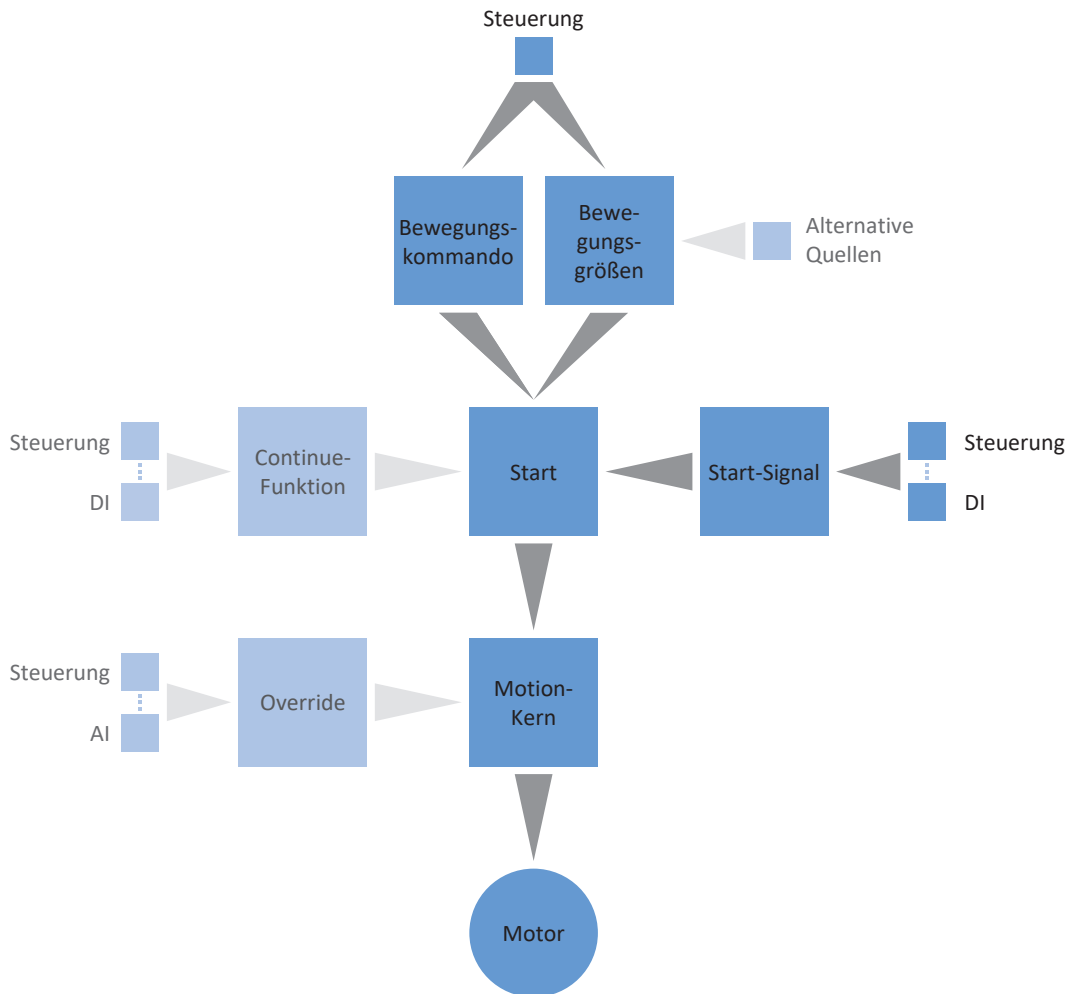 Steuerung
Bewegungs-
kommando
Bewe-
gungs-
größen
Alternative
Quellen
Steuerung
DI
Continue-
Funktion
Start
Start-Signal
Steuerung
DI
Steuerung
AI
Override
Motion-
Kern
Motor